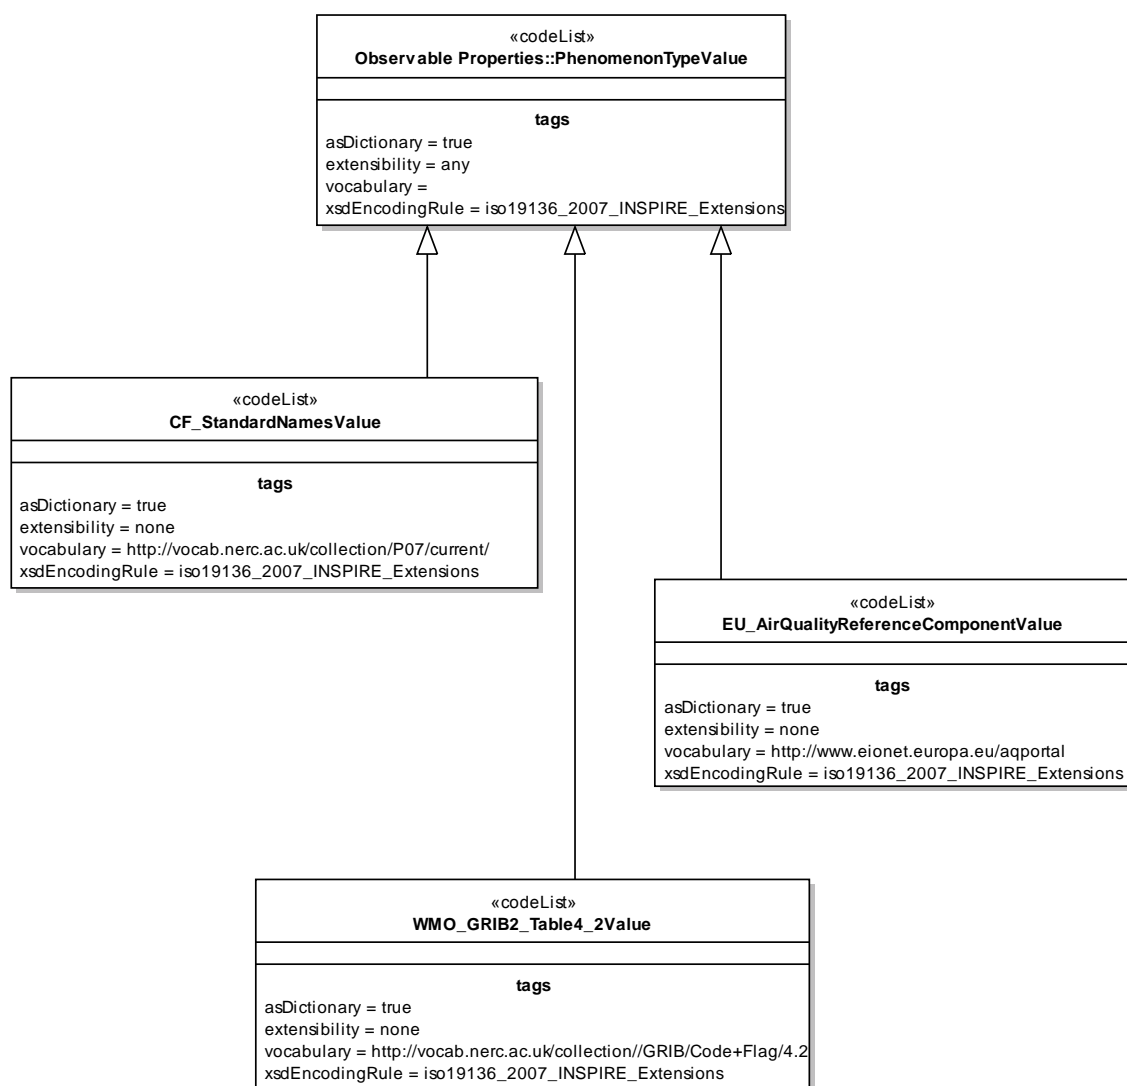 «codeList»
Observable Properties::PhenomenonTypeValue
tags
asDictionary = true
extensibility = any
vocabulary =
xsdEncodingRule = iso19136_2007_INSPIRE_Extensions
«codeList»
CF_StandardNamesValue
tags
asDictionary = true
extensibility = none
vocabulary = http://vocab.nerc.ac.uk/collection/P07/current/
xsdEncodingRule = iso19136_2007_INSPIRE_Extensions
«codeList»
EU_AirQualityReferenceComponentValue
tags
asDictionary = true
extensibility = none
vocabulary = http://www.eionet.europa.eu/aqportal
xsdEncodingRule = iso19136_2007_INSPIRE_Extensions
«codeList»
WMO_GRIB2_Table4_2Value
tags
asDictionary = true
extensibility = none
vocabulary = http://vocab.nerc.ac.uk/collection//GRIB/Code+Flag/4.2
xsdEncodingRule = iso19136_2007_INSPIRE_Extensions